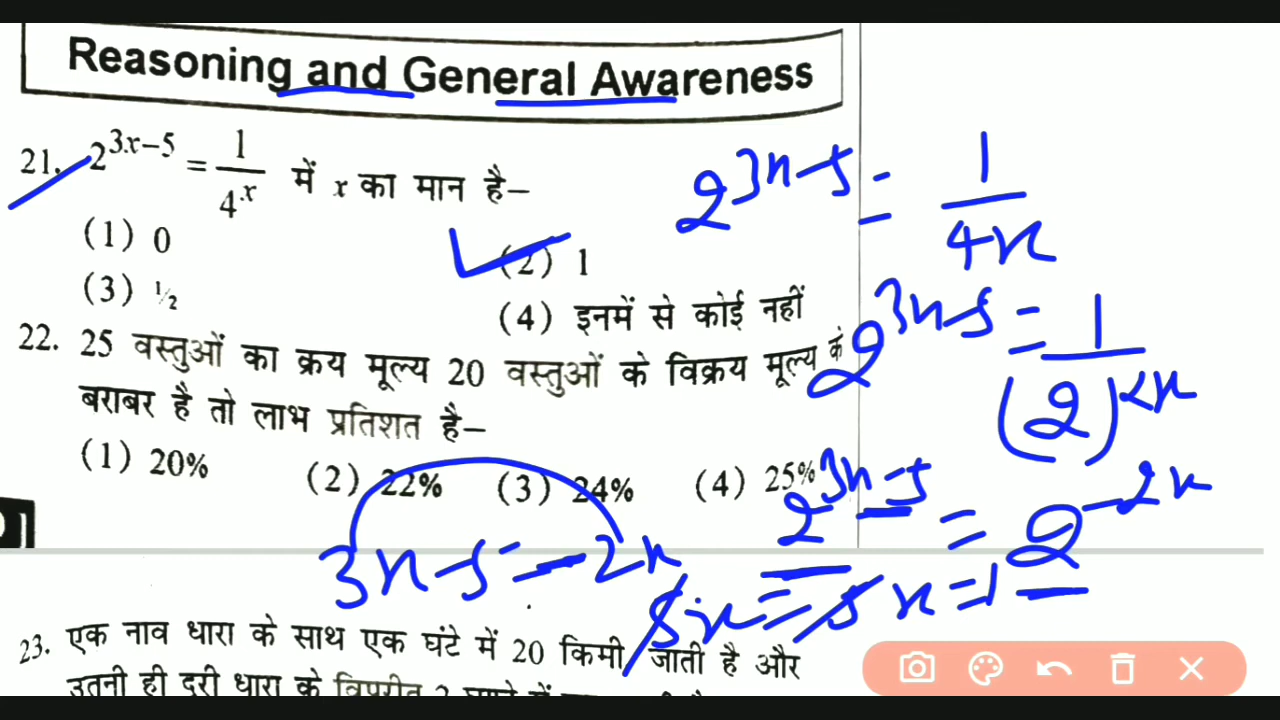 Reasoning and General Awareness
21. 2^{3x-5} = 1/4^x में x का मान है–
(1) 0
(2) 1
(3) ½
(4) इनमें से कोई नहीं
22. 25 वस्तुओं का क्रय मूल्य 20 वस्तुओं के विक्रय मूल्य के
बराबर है तो लाभ प्रतिशत है–
(1) 20% (2) 22% (3) 24% (4) 25%
23. एक नाव धारा के साथ एक घंटे में 20 किमी. जाती है और
उतनी ही दूरी धारा के विपरीत 2
2^{3x-5} = 1/4x
2^{3x-5} = 1/(2)^{2x}
2^{3x-5} = 2^{-2x}
3x-5 = -2x
5x = 5 x = 1